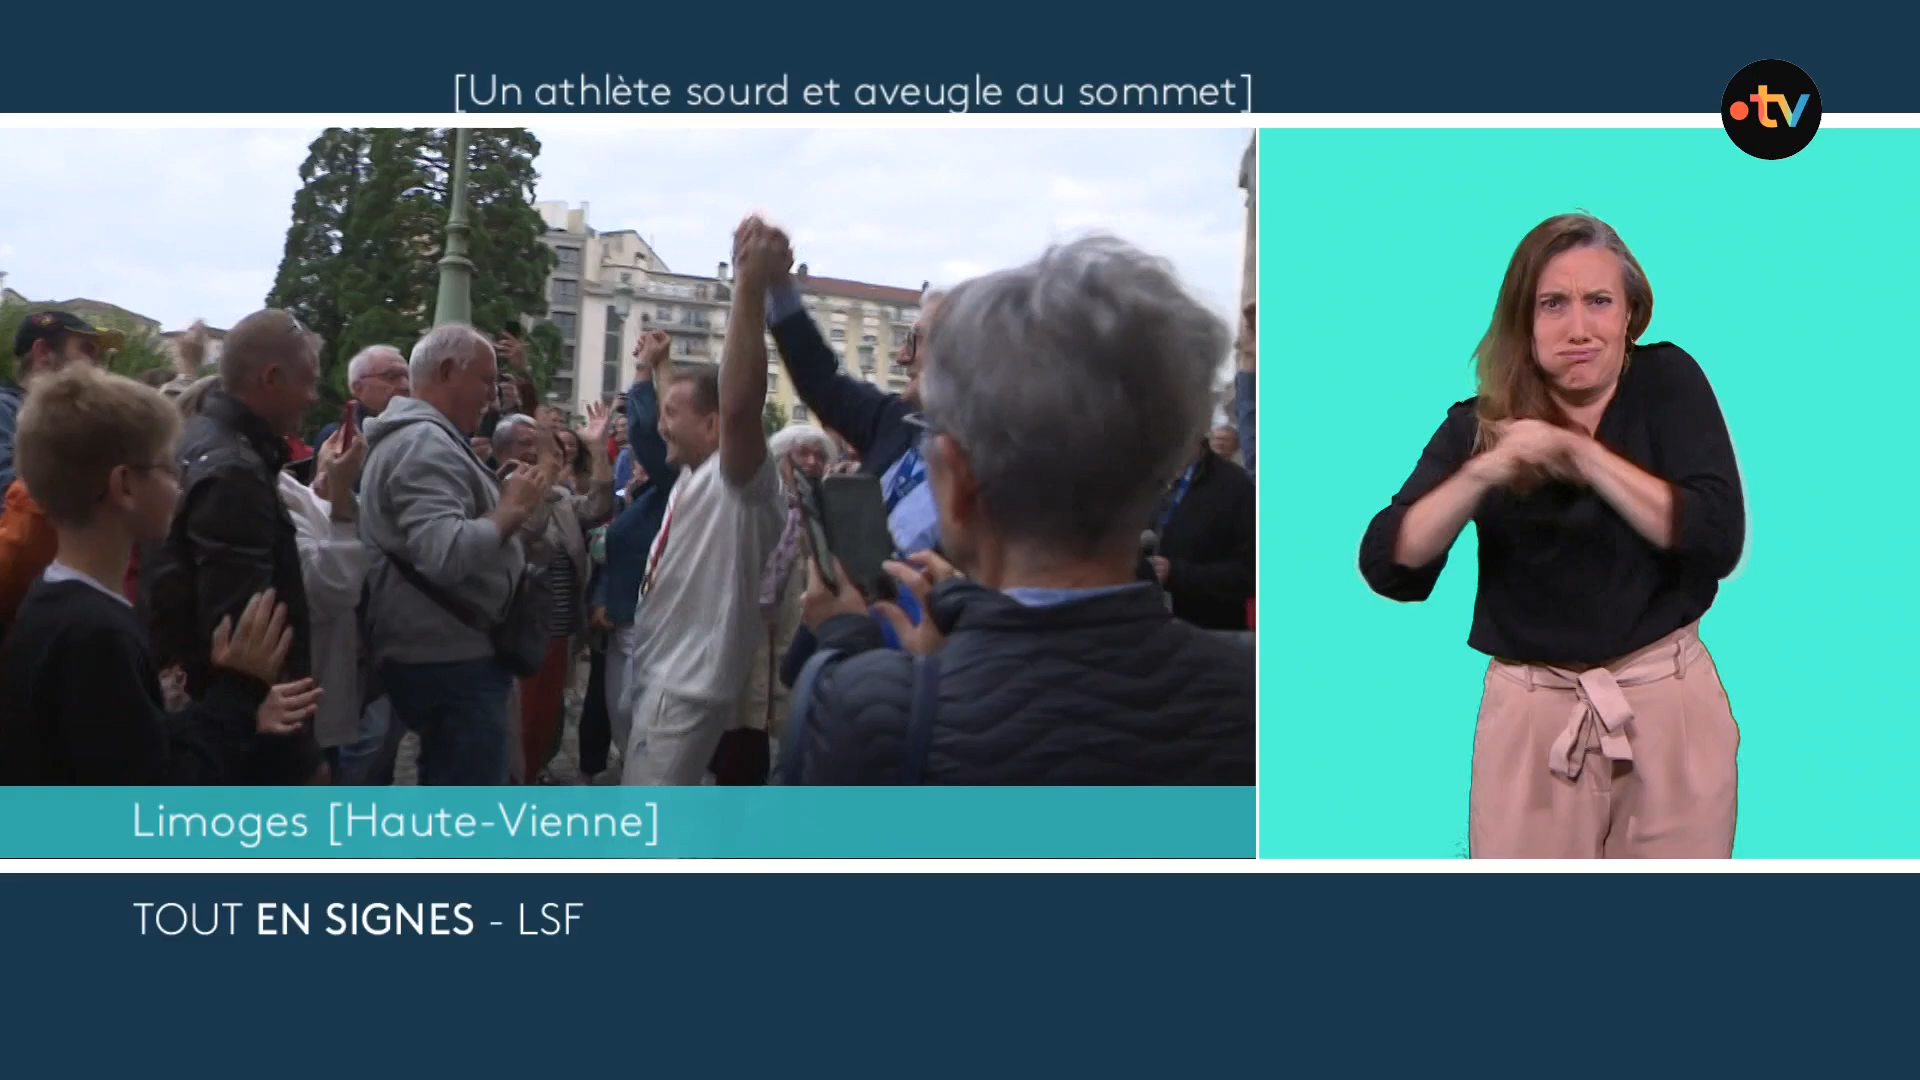 [Un athlète sourd et aveugle au sommet]
tv
Limoges [Haute-Vienne]
TOUT EN SIGNES - LSF